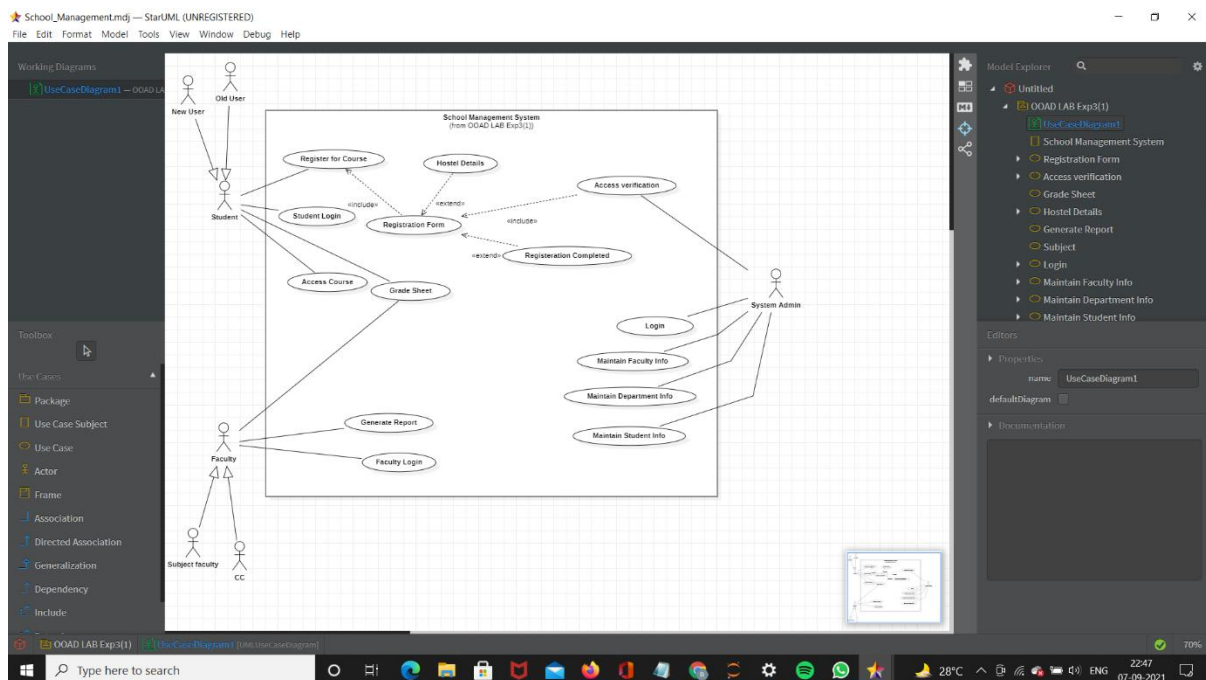 School_Management.mdj — StarUML (UNREGISTERED)
File Edit Format Model Tools View Window Debug Help
Working Diagrams
UseCaseDiagram1 — OOAD LA
Toolbox
Use Cases
Package
Use Case Subject
Use Case
Actor
Frame
Association
Directed Association
Generalization
Dependency
Include
New User
Old User
Student
School Management System
(from OOAD LAB Exp3(1))
Register for Course
Hostel Details
Access verification
Student Login
«include»
«extend»
«include»
Registration Form
«extend»
Registeration Completed
Access Course
Grade Sheet
System Admin
Login
Maintain Faculty Info
Maintain Department Info
Maintain Student Info
Generate Report
Faculty Login
Faculty
Subject faculty
CC
Model Explorer
Untitled
OOAD LAB Exp3(1)
UseCaseDiagram1
School Management System
Registration Form
Access verification
Grade Sheet
Hostel Details
Generate Report
Subject
Login
Maintain Faculty Info
Maintain Department Info
Maintain Student Info
Editors
Properties
name UseCaseDiagram1
defaultDiagram
Documentation
OOAD LAB Exp3(1) UseCaseDiagram1 [UMLUseCaseDiagram]
70%
Type here to search
28°C ENG 22:47
07-09-2021